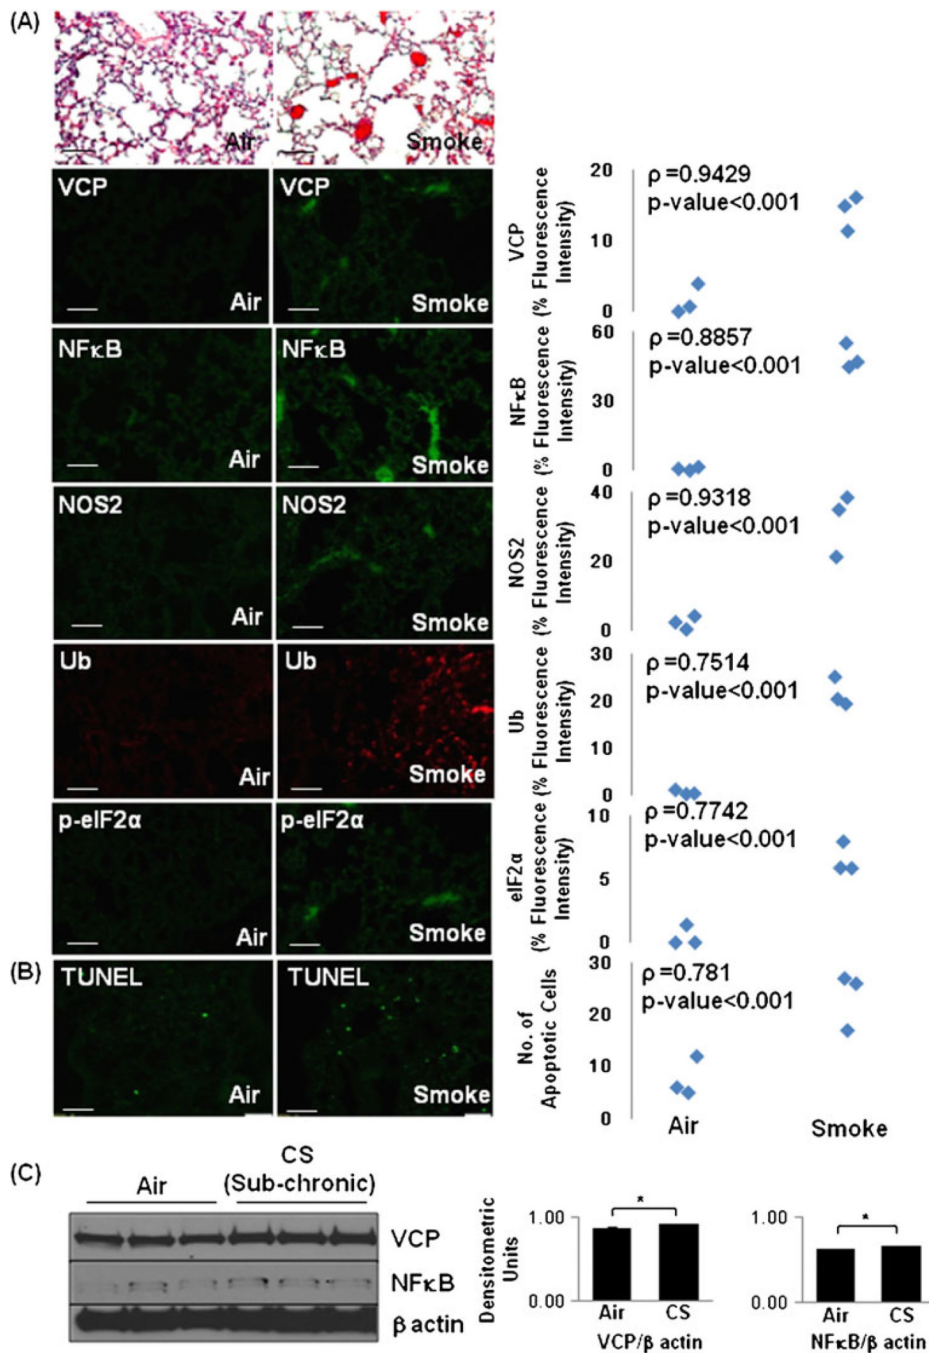 (A)
Air
Smoke
VCP
VCP
Air
Smoke
VCP
(% Fluorescence
Intensity)
20
10
0
ρ=0.9429
p-value<0.001
NFκB
NFκB
Air
Smoke
NFκB
(% Fluorescence
Intensity)
60
30
0
ρ=0.8857
p-value<0.001
NOS2
NOS2
Air
Smoke
NOS2
(% Fluorescence
Intensity)
40
20
0
ρ=0.9318
p-value<0.001
Ub
Ub
Air
Smoke
Ub
(% Fluorescence
Intensity)
30
20
10
0
ρ=0.7514
p-value<0.001
p-eIF2α
p-eIF2α
Air
Smoke
eIF2α
(% Fluorescence
Intensity)
10
5
0
ρ=0.7742
p-value<0.001
(B)
TUNEL
TUNEL
Air
Smoke
No. of
Apoptotic Cells
30
20
10
0
ρ=0.781
p-value<0.001
Air
Smoke
(C)
Air
CS
(Sub-chronic)
VCP
NFκB
β actin
Densitometric
Units
1.00
0.00
*
Air
CS
VCP/β actin
1.00
0.00
*
Air
CS
NFκB/β actin